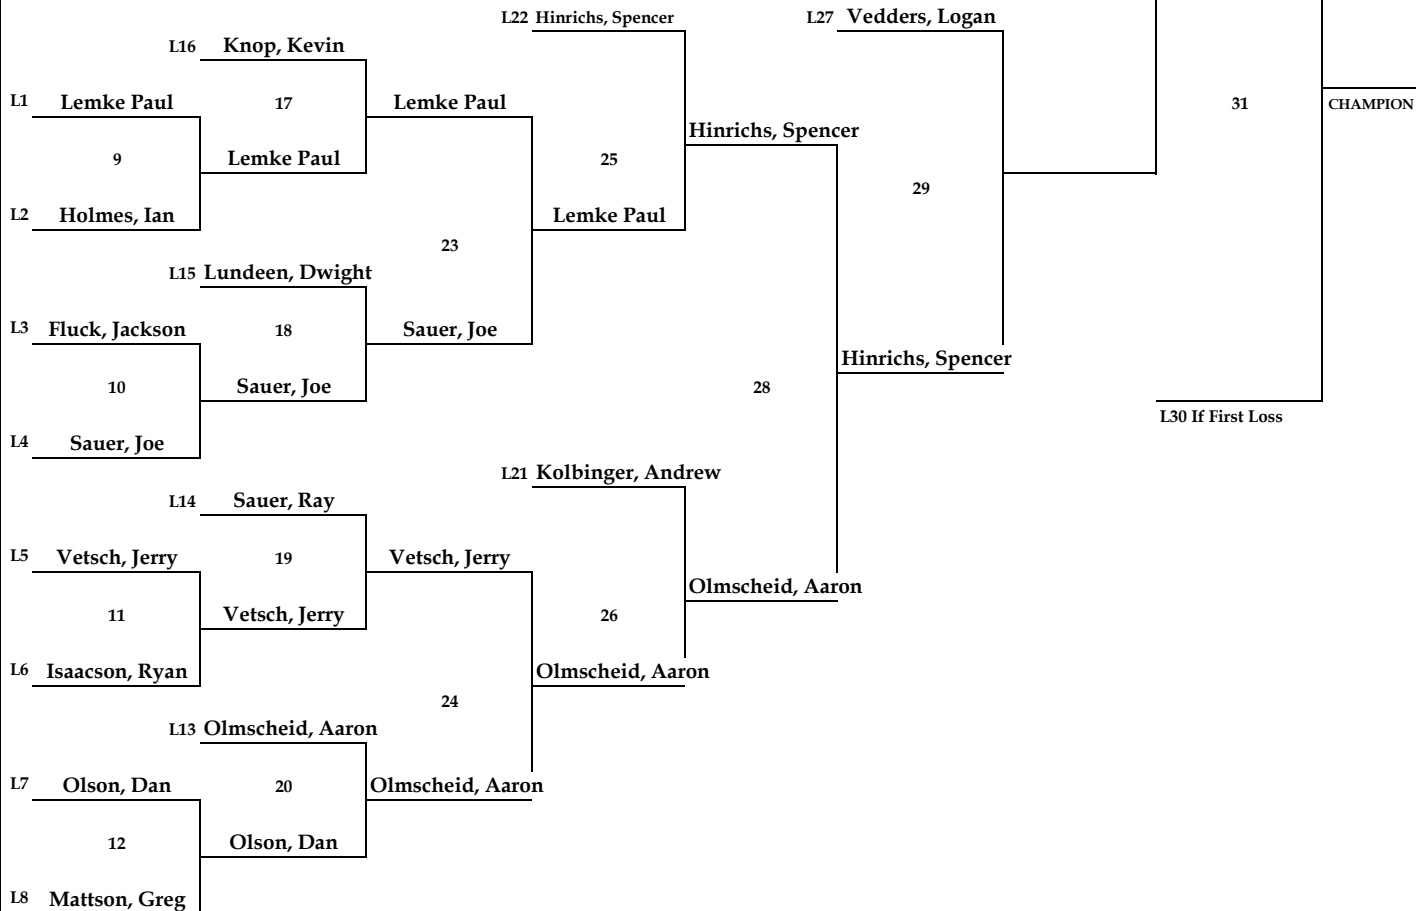 L22 Hinrichs, Spencer
L27 Vedders, Logan
L16 Knop, Kevin
L1 Lemke Paul
17
Lemke Paul
31
CHAMPION
Hinrichs, Spencer
9
Lemke Paul
25
29
L2 Holmes, Ian
Lemke Paul
23
L15 Lundeen, Dwight
L3 Fluck, Jackson
18
Sauer, Joe
Hinrichs, Spencer
10
Sauer, Joe
28
L30 If First Loss
L4 Sauer, Joe
L21 Kolbinger, Andrew
L14 Sauer, Ray
L5 Vetsch, Jerry
19
Vetsch, Jerry
Olmscheid, Aaron
11
Vetsch, Jerry
26
L6 Isaacson, Ryan
Olmscheid, Aaron
24
L13 Olmscheid, Aaron
L7 Olson, Dan
20
Olmscheid, Aaron
12
Olson, Dan
L8 Mattson, Greg